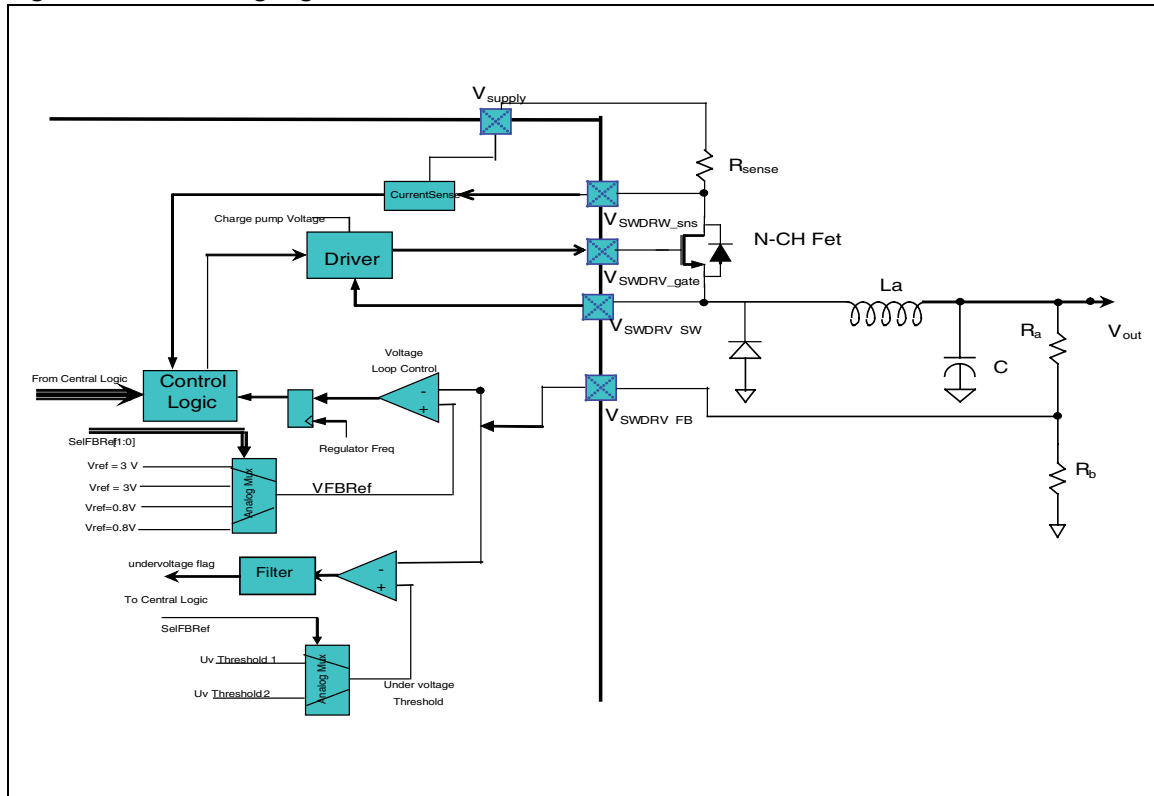 Vsupply
Rsense
CurrentSense
VSWDRW_sns
Charge pump Voltage
N-CH Fet
Driver
VSWDRV_gate
La
VSWDRV SW
Ra
Vout
Voltage
Loop Control
C
From Central Logic
Control
Logic
-
+
VSWDRV FB
SelFBRef[1:0]
Regulator Freq
Vref = 3 V
Vref = 3V
Vref=0.8V
Vref=0.8V
Analog Mux
VFBRef
Rb
undervoltage flag
Filter
-
+
To Central Logic
SelFBRef
Uv Threshold 1
Uv Threshold 2
Analog Mux
Under voltage
Threshold